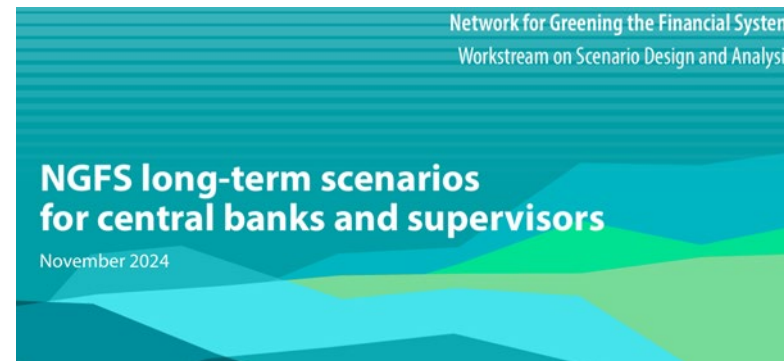 Network for Greening the Financial System
Workstream on Scenario Design and Analysi
NGFS long-term scenarios
for central banks and supervisors
November 2024